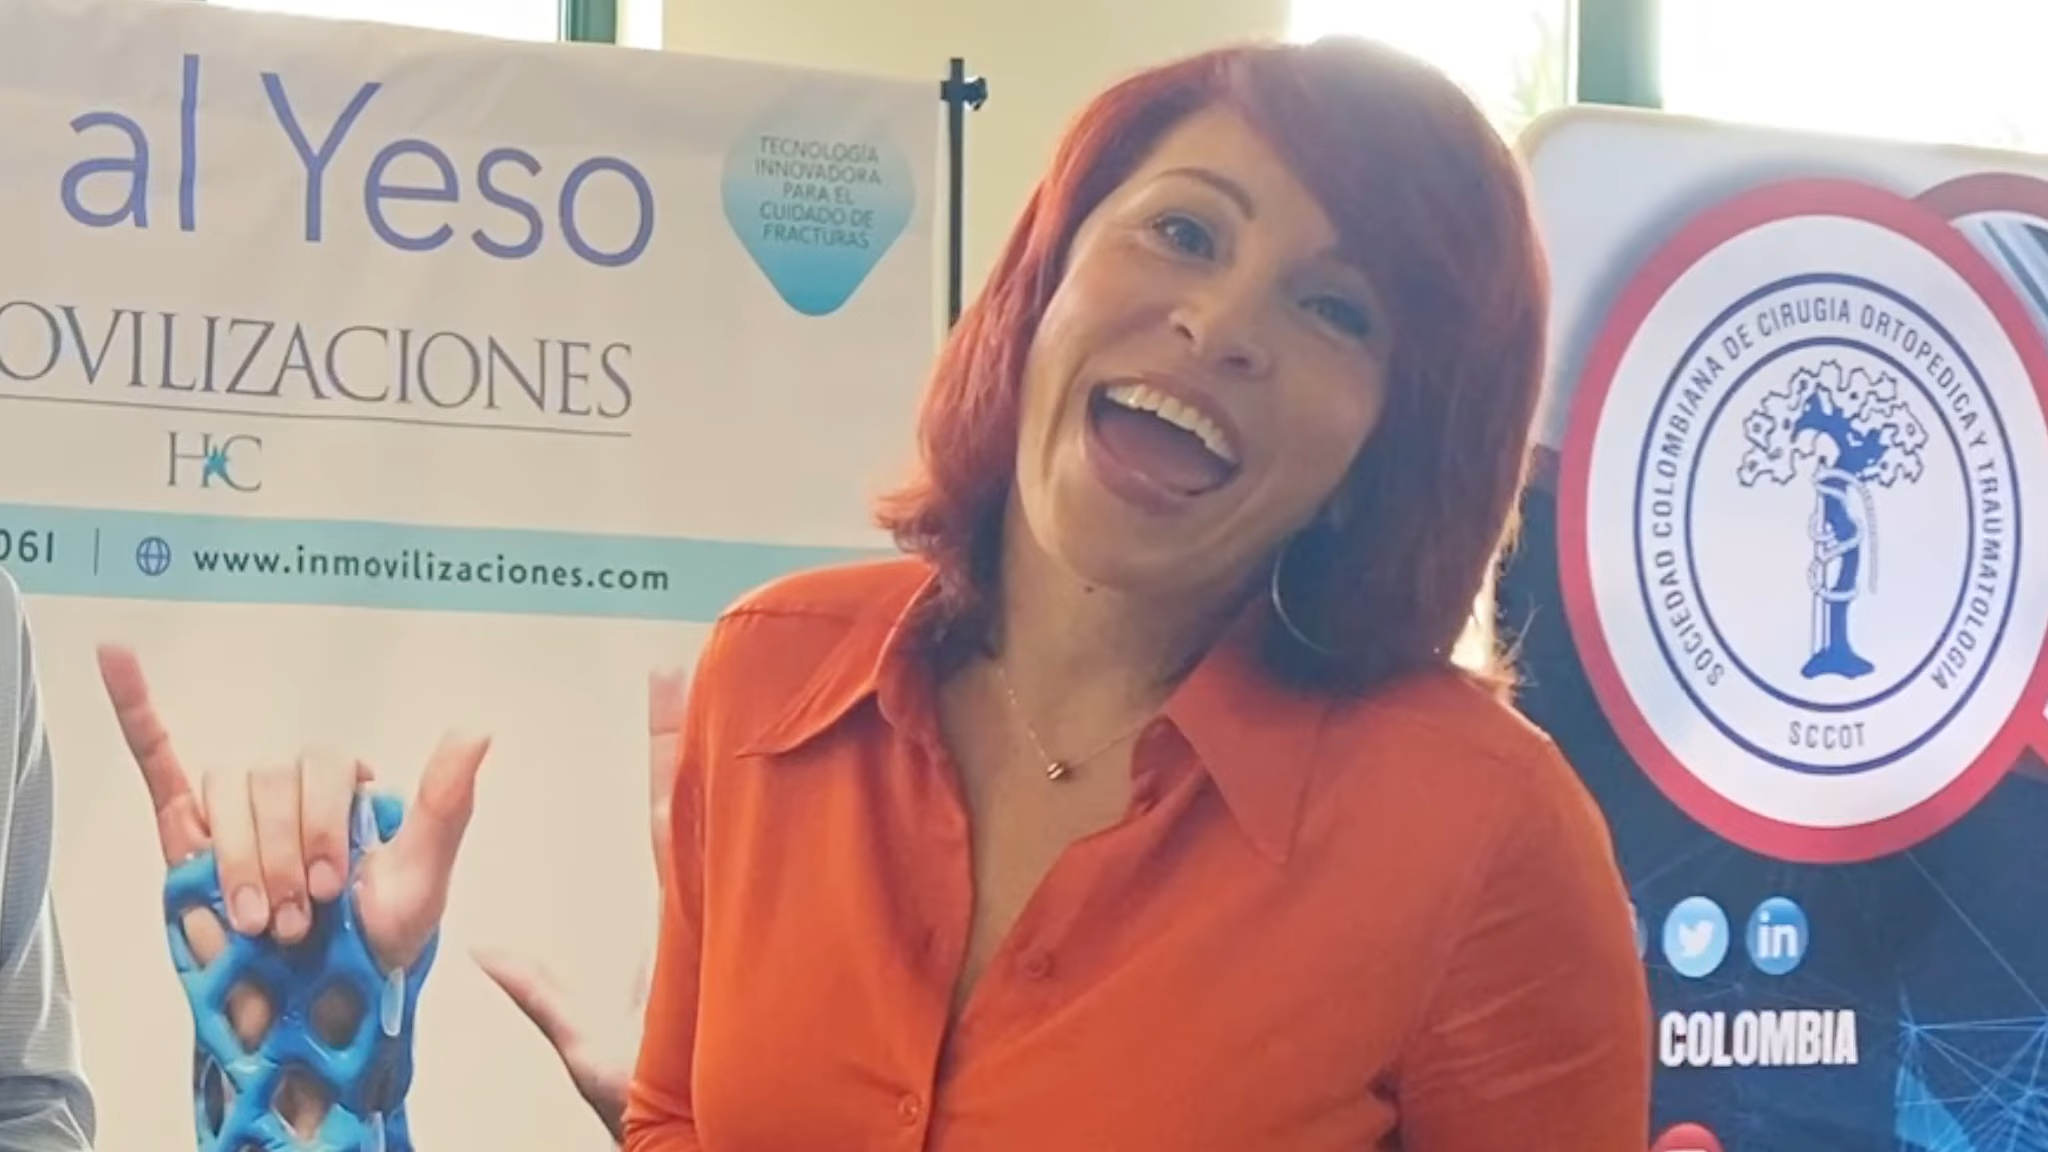 al Yeso
TECNOLOGÍA
INNOVADORA
PARA EL
CUIDADO DE
FRACTURAS
OVILIZACIONES
HC
061
www.inmovilizaciones.com
SOCIEDAD COLOMBIANA DE CIRUGIA ORTOPEDICA Y TRAUMATOLOGIA
SCCOT
in
COLOMBIA